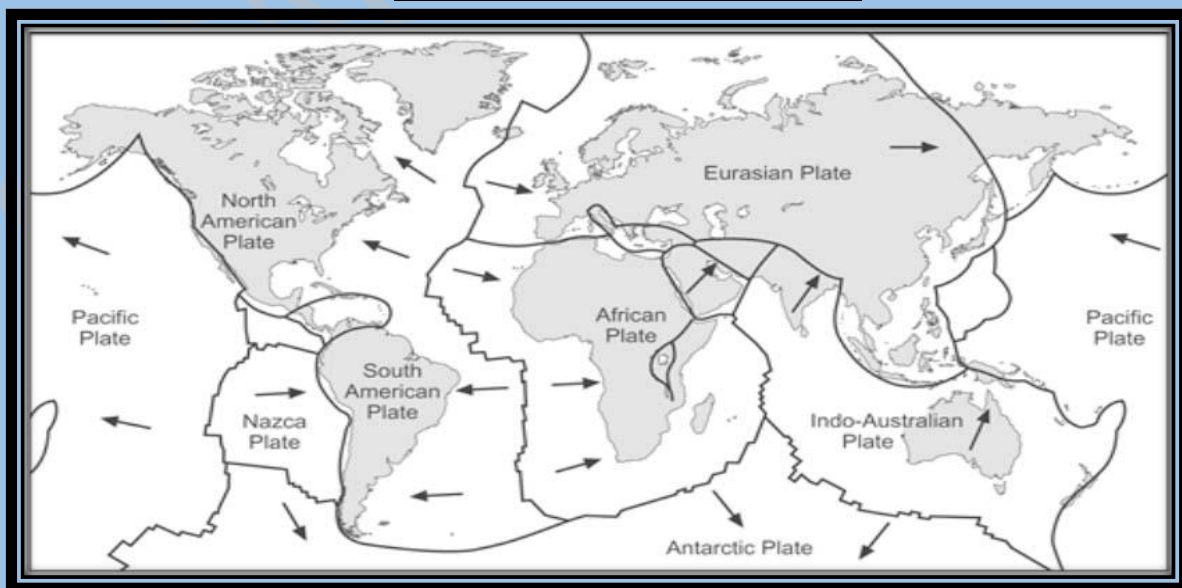 Eurasian Plate
North
American
Plate
Pacific
Plate
African
Plate
Pacific
Plate
South
American
Plate
Nazca
Plate
Indo-Australian
Plate
Antarctic Plate